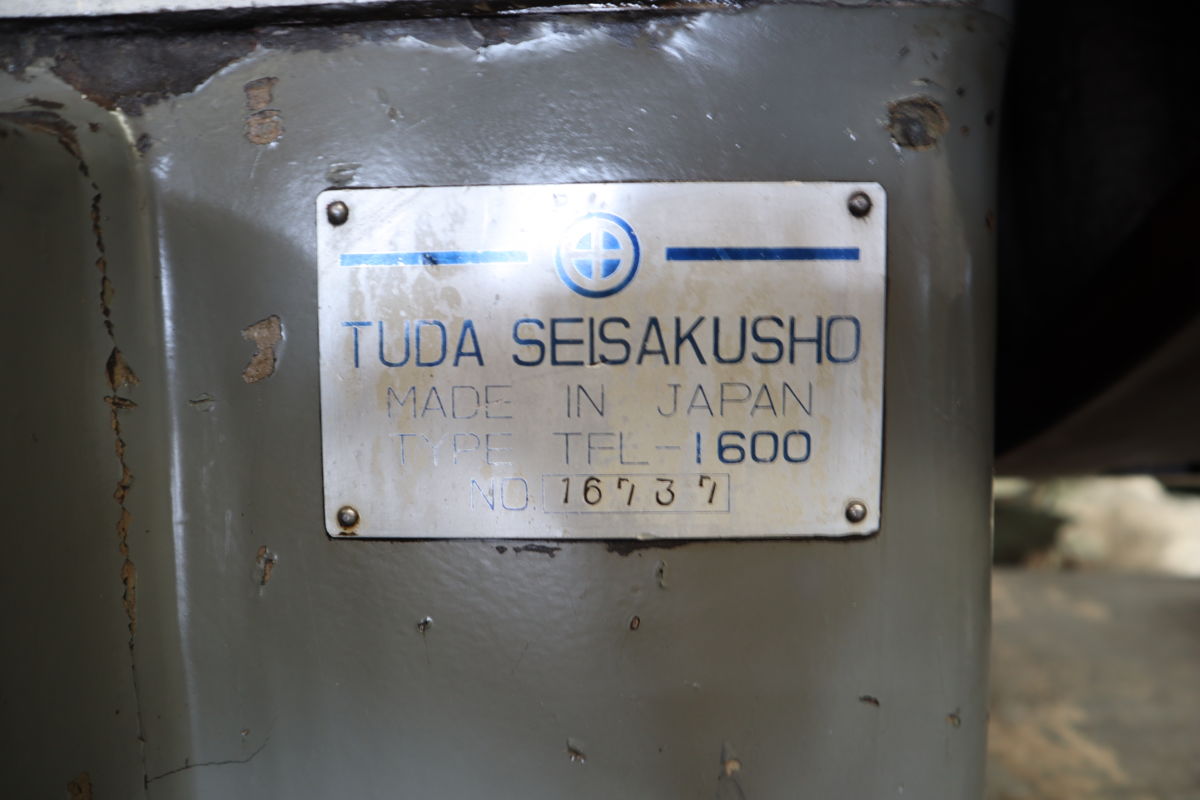 TUDA SEISAKUSHO
MADE IN JAPAN
TYPE TFL-1600
NO. 16737